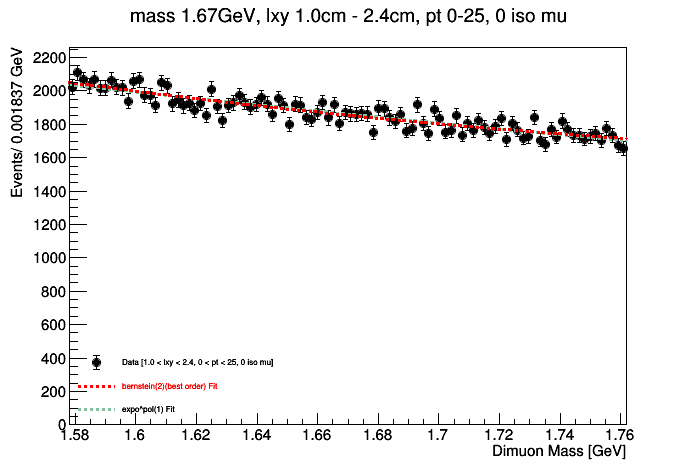 mass 1.67GeV, lxy 1.0cm - 2.4cm, pt 0-25, 0 iso mu
Events/ 0.001837 GeV
2200
2000
1800
1600
1400
1200
1000
800
600
400
200
0
Data [1.0 < lxy < 2.4, 0 < pt < 25, 0 iso mu]
bernstein(2)(best order) Fit
expo^pol(1) Fit
1.58 1.6 1.62 1.64 1.66 1.68 1.7 1.72 1.74 1.76
Dimuon Mass [GeV]